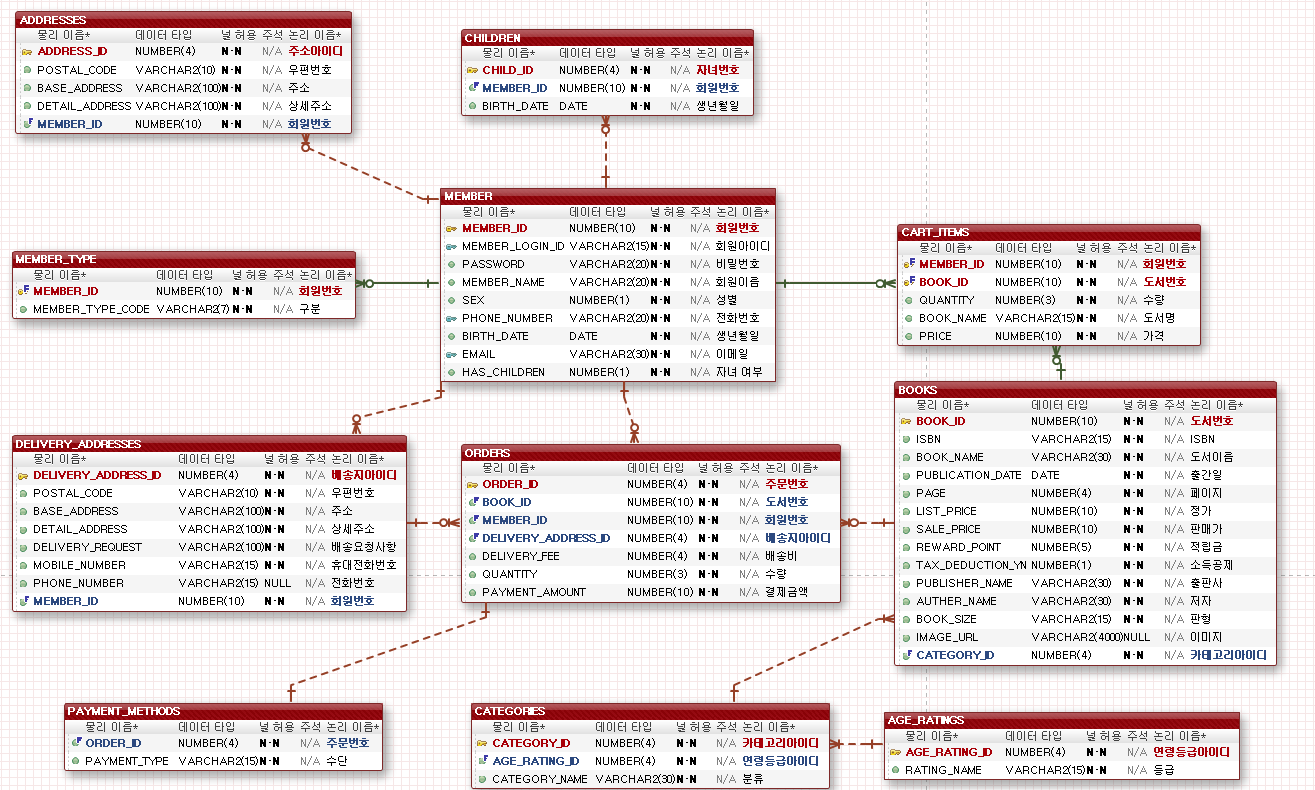 ADDRESSES
물리 이름* 데이터 타입 널 허용 주석 논리 이름*
ADDRESS_ID NUMBER(4) N-N N/A 주소아이디
POSTAL_CODE VARCHAR2(10) N-N N/A 우편번호
BASE_ADDRESS VARCHAR2(100) N-N N/A 주소
DETAIL_ADDRESS VARCHAR2(100) N-N N/A 상세주소
MEMBER_ID NUMBER(10) N-N N/A 회원번호
CHILDREN
물리 이름* 데이터 타입 널 허용 주석 논리 이름*
CHILD_ID NUMBER(4) N-N N/A 자녀번호
MEMBER_ID NUMBER(10) N-N N/A 회원번호
BIRTH_DATE DATE N-N N/A 생년월일
MEMBER
물리 이름* 데이터 타입 널 허용 주석 논리 이름*
MEMBER_ID NUMBER(10) N-N N/A 회원번호
MEMBER_LOGIN_ID VARCHAR2(15) N-N N/A 회원아이디
PASSWORD VARCHAR2(20) N-N N/A 비밀번호
MEMBER_NAME VARCHAR2(20) N-N N/A 회원이름
SEX NUMBER(1) N-N N/A 성별
PHONE_NUMBER VARCHAR2(20) N-N N/A 전화번호
BIRTH_DATE DATE N-N N/A 생년월일
EMAIL VARCHAR2(30) N-N N/A 이메일
HAS_CHILDREN NUMBER(1) N-N N/A 자녀 여부
MEMBER_TYPE
물리 이름* 데이터 타입 널 허용 주석 논리 이름*
MEMBER_ID NUMBER(10) N-N N/A 회원번호
MEMBER_TYPE_CODE VARCHAR2(7) N-N N/A 구분
CART_ITEMS
물리 이름* 데이터 타입 널 허용 주석 논리 이름*
MEMBER_ID NUMBER(10) N-N N/A 회원번호
BOOK_ID NUMBER(10) N-N N/A 도서번호
QUANTITY NUMBER(3) N-N N/A 수량
BOOK_NAME VARCHAR2(15) N-N N/A 도서명
PRICE NUMBER(10) N-N N/A 가격
DELIVERY_ADDRESSES
물리 이름* 데이터 타입 널 허용 주석 논리 이름*
DELIVERY_ADDRESS_ID NUMBER(4) N-N N/A 배송지아이디
POSTAL_CODE VARCHAR2(10) N-N N/A 우편번호
BASE_ADDRESS VARCHAR2(100) N-N N/A 주소
DETAIL_ADDRESS VARCHAR2(100) N-N N/A 상세주소
DELIVERY_REQUEST VARCHAR2(100) N-N N/A 배송요청사항
MOBILE_NUMBER VARCHAR2(15) N-N N/A 휴대전화번호
PHONE_NUMBER VARCHAR2(15) NULL N/A 전화번호
MEMBER_ID NUMBER(10) N-N N/A 회원번호
ORDERS
물리 이름* 데이터 타입 널 허용 주석 논리 이름*
ORDER_ID NUMBER(4) N-N N/A 주문번호
BOOK_ID NUMBER(10) N-N N/A 도서번호
MEMBER_ID NUMBER(10) N-N N/A 회원번호
DELIVERY_ADDRESS_ID NUMBER(4) N-N N/A 배송지아이디
DELIVERY_FEE NUMBER(4) N-N N/A 배송비
QUANTITY NUMBER(3) N-N N/A 수량
PAYMENT_AMOUNT NUMBER(10) N-N N/A 결제금액
BOOKS
물리 이름* 데이터 타입 널 허용 주석 논리 이름*
BOOK_ID NUMBER(10) N-N N/A 도서번호
ISBN VARCHAR2(15) N-N N/A ISBN
BOOK_NAME VARCHAR2(30) N-N N/A 도서이름
PUBLICATION_DATE DATE N-N N/A 출간일
PAGE NUMBER(4) N-N N/A 페이지
LIST_PRICE NUMBER(10) N-N N/A 정가
SALE_PRICE NUMBER(10) N-N N/A 판매가
REWARD_POINT NUMBER(5) N-N N/A 적립금
TAX_DEDUCTION_YN NUMBER(1) N-N N/A 소득공제
PUBLISHER_NAME VARCHAR2(30) N-N N/A 출판사
AUTHER_NAME VARCHAR2(30) N-N N/A 저자
BOOK_SIZE VARCHAR2(15) N-N N/A 판형
IMAGE_URL VARCHAR2(4000) NULL N/A 이미지
CATEGORY_ID NUMBER(4) N-N N/A 카테고리아이디
PAYMENT_METHODS
물리 이름* 데이터 타입 널 허용 주석 논리 이름*
ORDER_ID NUMBER(4) N-N N/A 주문번호
PAYMENT_TYPE VARCHAR2(15) N-N N/A 수단
CATEGORIES
물리 이름* 데이터 타입 널 허용 주석 논리 이름*
CATEGORY_ID NUMBER(4) N-N N/A 카테고리아이디
AGE_RATING_ID NUMBER(4) N-N N/A 연령등급아이디
CATEGORY_NAME VARCHAR2(30) N-N N/A 분류
AGE_RATINGS
물리 이름* 데이터 타입 널 허용 주석 논리 이름*
AGE_RATING_ID NUMBER(4) N-N N/A 연령등급아이디
RATING_NAME VARCHAR2(15) N-N N/A 등급